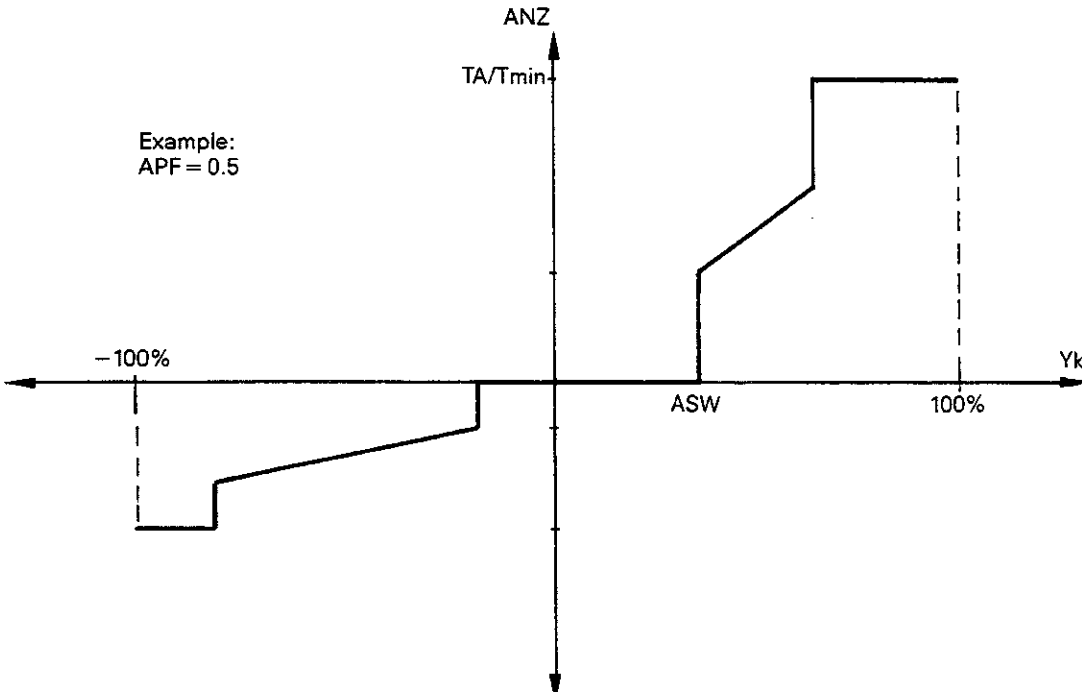 ANZ
TA/Tmin
Example:
APF = 0.5
−100%
Yk
ASW
100%